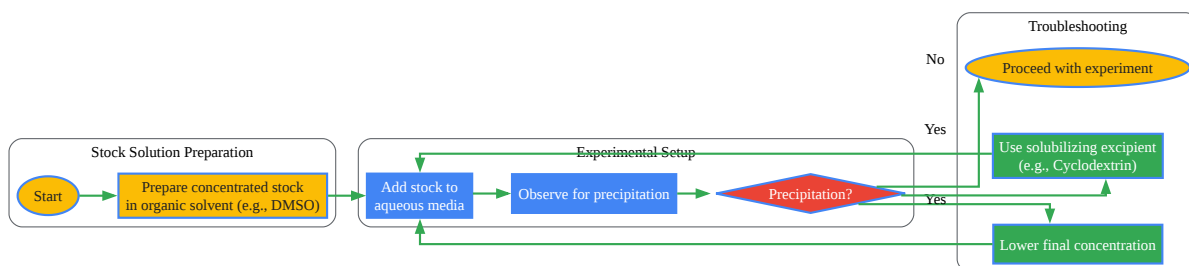 Troubleshooting
No
Proceed with experiment
Yes
Stock Solution Preparation
Experimental Setup
Use solubilizing excipient
(e.g., Cyclodextrin)
Start
Prepare concentrated stock
in organic solvent (e.g., DMSO)
Add stock to
aqueous media
Observe for precipitation
Precipitation?
Yes
Lower final concentration